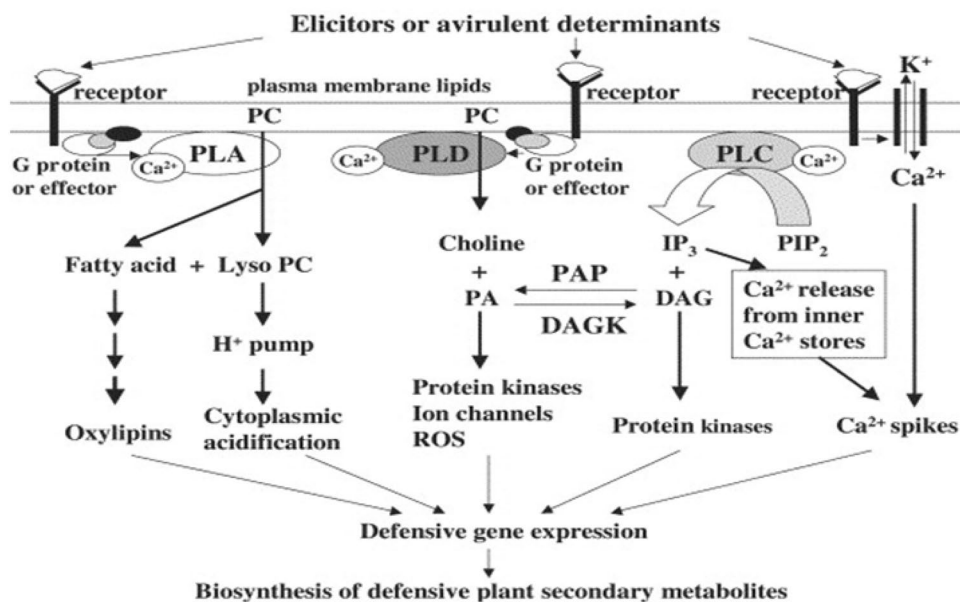 Elicitors or avirulent determinants
receptor
plasma membrane lipids
receptor
receptor
K⁺
PC
PC
G protein
or effector
Ca²⁺
PLA
Ca²⁺
PLD
G protein
or effector
PLC
Ca²⁺
Ca²⁺
Fatty acid + Lyso PC
Choline
+
PA
PAP
DAGK
IP₃
+
DAG
PIP₂
Ca²⁺ release
from inner
Ca²⁺ stores
H⁺ pump
Oxylipins
Cytoplasmic
acidification
Protein kinases
Ion channels
ROS
Protein kinases
Ca²⁺ spikes
Defensive gene expression
Biosynthesis of defensive plant secondary metabolites